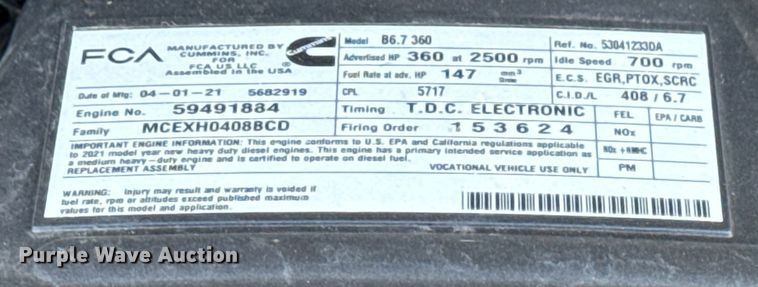 FCA
MANUFACTURED BY
CUMMINS, INC.
FOR
FCA US LLC
Assembled in the USA
Date of Mfg: 04-01-21 5682919
Engine No. 59491884
Family MCEXH0408BCD
Model B6.7 360
Advertised HP 360 at 2500 rpm
Fuel Rate at adv. HP 147 mm³
CPL 5717
Timing T.D.C. ELECTRONIC
Firing Order 1 5 3 6 2 4
Ref. No. 53041233DA
Idle Speed 700 rpm
E.C.S. EGR,PTOX,SCRC
C.I.D./L 408 / 6.7
FEL EPA / CARB
NOx
NOx + NMHC
PM
IMPORTANT ENGINE INFORMATION: This engine conforms to U.S. EPA and California regulations applicable
to 2021 model year new heavy duty diesel engines. This engine has a primary intended service application as
a medium heavy-duty engine and is certified to operate on diesel fuel.
REPLACEMENT ASSEMBLY VOCATIONAL VEHICLE USE ONLY
WARNING: Injury may result and warranty is voided if
fuel rate, rpm or altitudes exceed published maximum
values for this model and application.
Purple Wave Auction